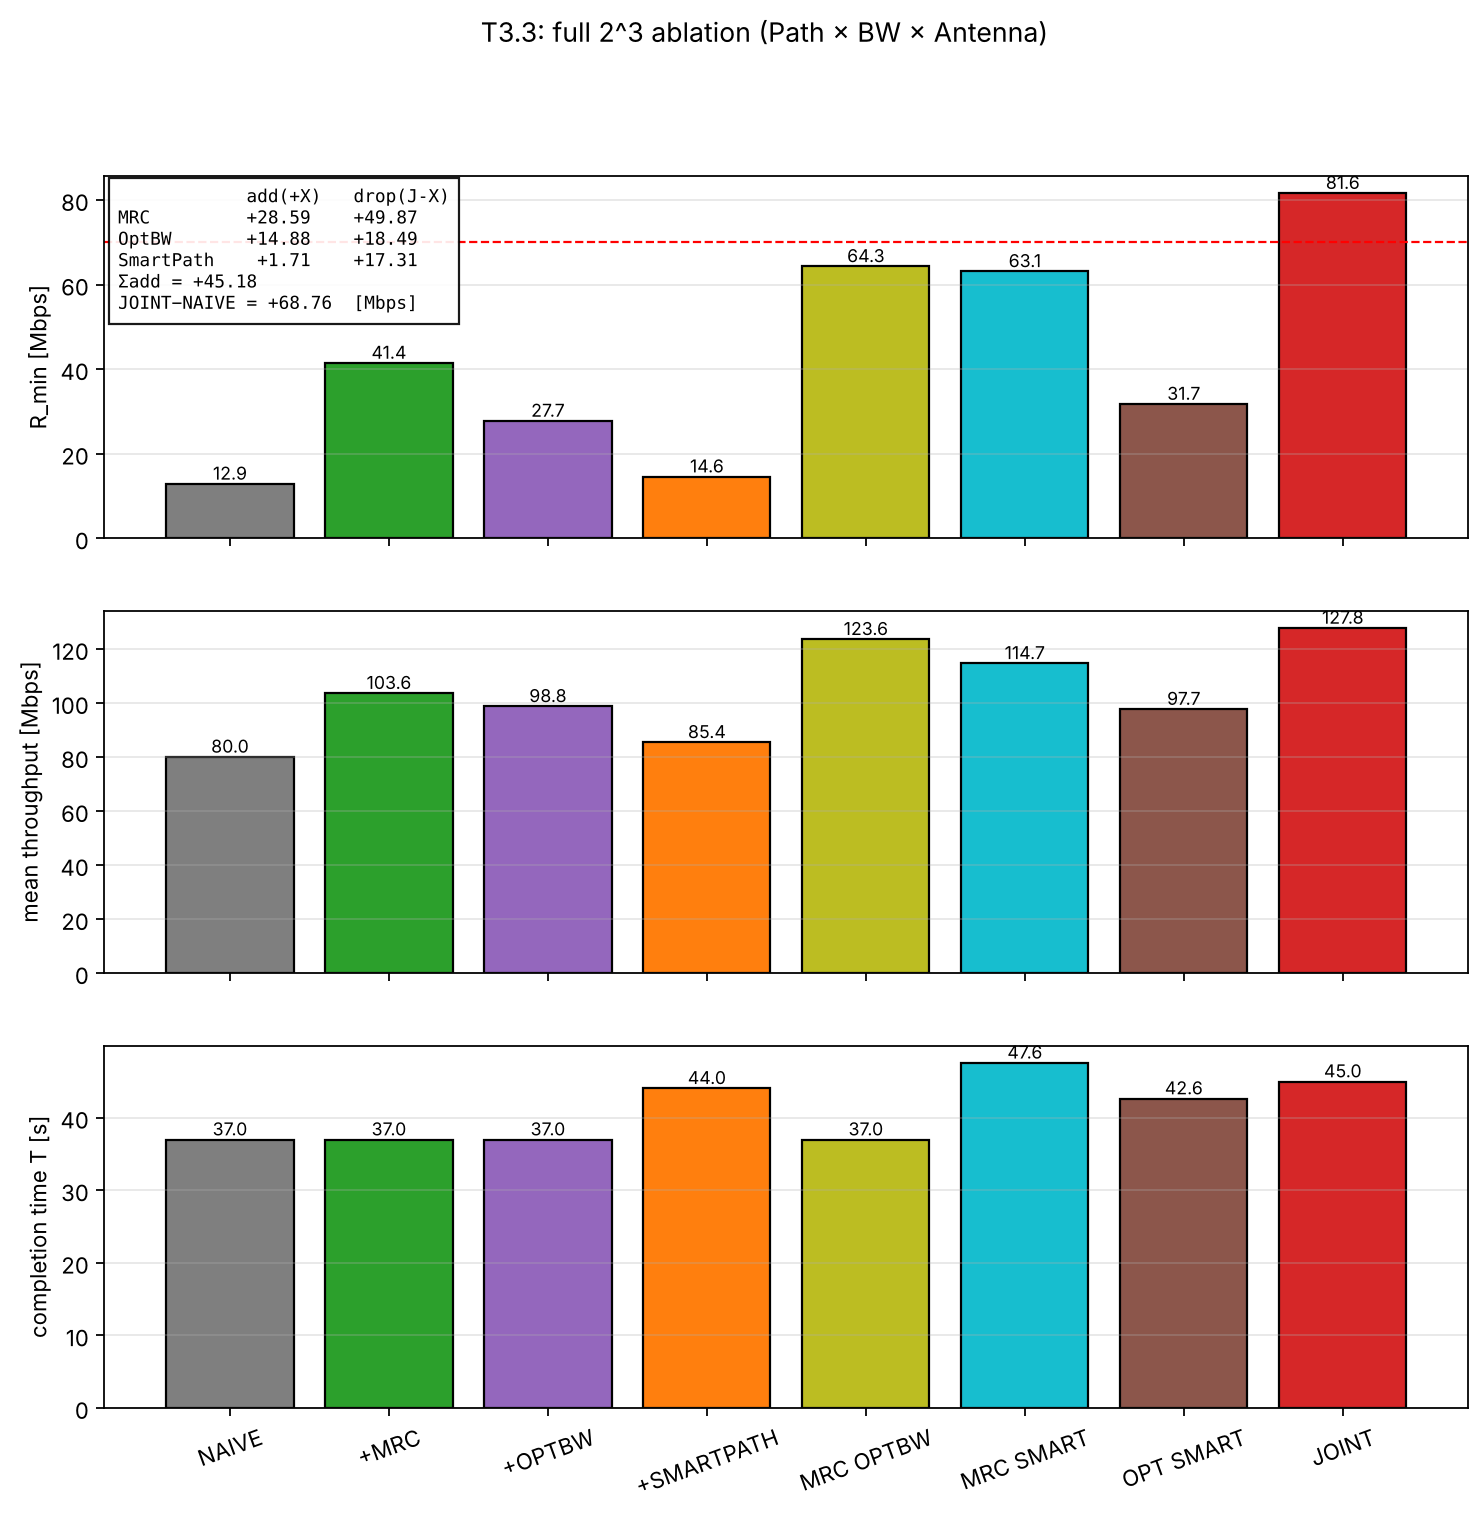 T3.3: full 2^3 ablation (Path × BW × Antenna)
R_min [Mbps]
80
60
40
20
0
add(+X) drop(J-X)
MRC +28.59 +49.87
OptBW +14.88 +18.49
SmartPath +1.71 +17.31
Σadd = +45.18
JOINT−NAIVE = +68.76 [Mbps]
12.9
41.4
27.7
14.6
64.3
63.1
31.7
81.6
mean throughput [Mbps]
120
100
80
60
40
20
0
80.0
103.6
98.8
85.4
123.6
114.7
97.7
127.8
completion time T [s]
40
30
20
10
0
37.0
37.0
37.0
44.0
37.0
47.6
42.6
45.0
NAIVE
+MRC
+OPTBW
+SMARTPATH
MRC OPTBW
MRC SMART
OPT SMART
JOINT